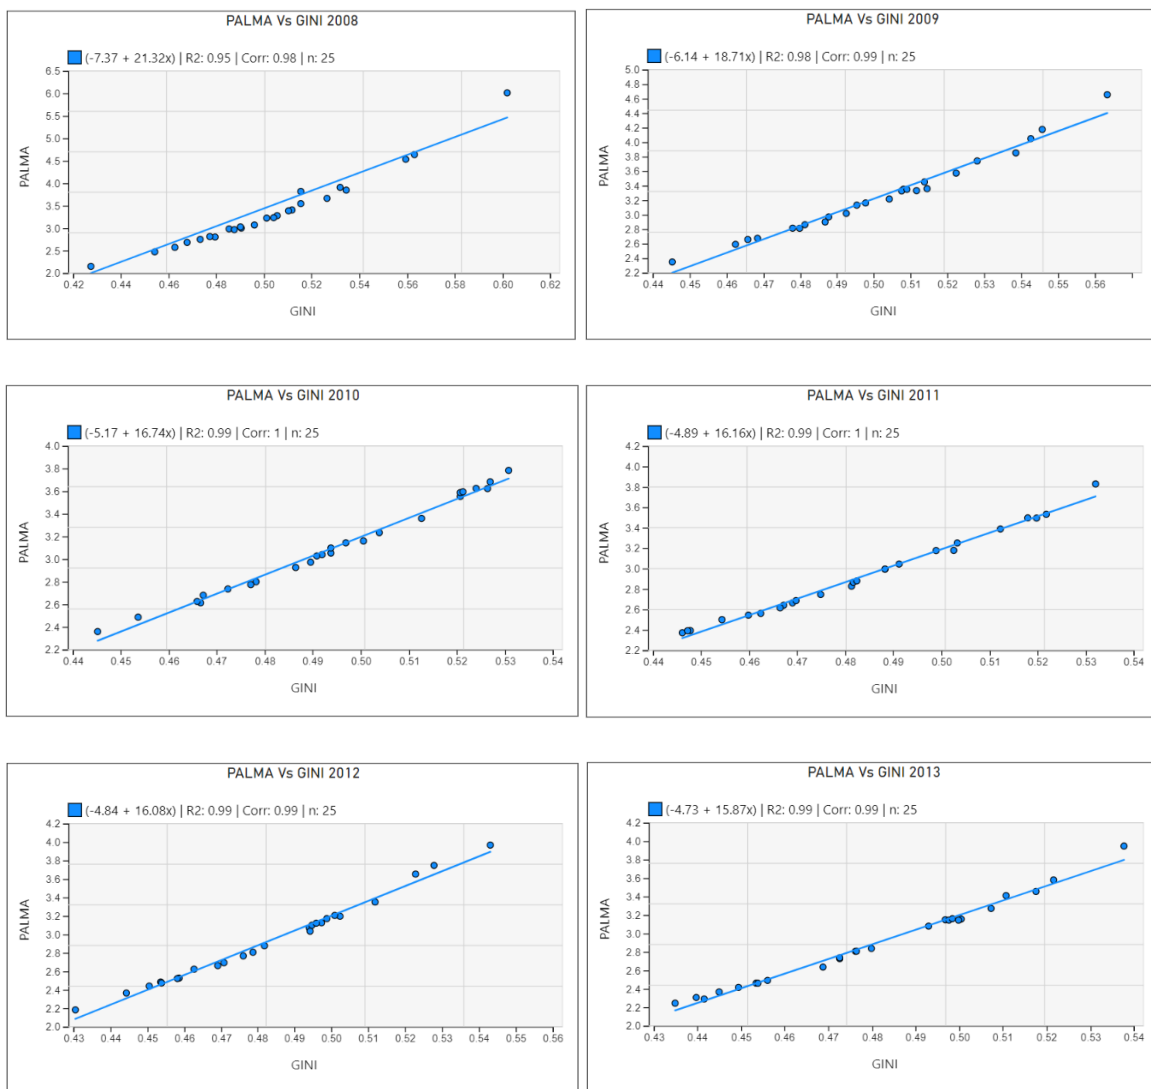 PALMA Vs GINI 2008
(-7.37 + 21.32x) | R2: 0.95 | Corr: 0.98 | n: 25
6.5
6.0
5.5
5.0
4.5
4.0
3.5
3.0
2.5
2.0
PALMA
0.42 0.44 0.46 0.48 0.50 0.52 0.54 0.56 0.58 0.60 0.62
GINI
PALMA Vs GINI 2009
(-6.14 + 18.71x) | R2: 0.98 | Corr: 0.99 | n: 25
5.0
4.8
4.6
4.4
4.2
4.0
3.8
3.6
3.4
3.2
3.0
2.8
2.6
2.4
2.2
PALMA
0.44 0.45 0.46 0.47 0.48 0.49 0.50 0.51 0.52 0.53 0.54 0.55 0.56
GINI
PALMA Vs GINI 2010
(-5.17 + 16.74x) | R2: 0.99 | Corr: 1 | n: 25
4.0
3.8
3.6
3.4
3.2
3.0
2.8
2.6
2.4
2.2
PALMA
0.44 0.45 0.46 0.47 0.48 0.49 0.50 0.51 0.52 0.53 0.54
GINI
PALMA Vs GINI 2011
(-4.89 + 16.16x) | R2: 0.99 | Corr: 1 | n: 25
4.2
4.0
3.8
3.6
3.4
3.2
3.0
2.8
2.6
2.4
2.2
PALMA
0.44 0.45 0.46 0.47 0.48 0.49 0.50 0.51 0.52 0.53 0.54
GINI
PALMA Vs GINI 2012
(-4.84 + 16.08x) | R2: 0.99 | Corr: 0.99 | n: 25
4.2
4.0
3.8
3.6
3.4
3.2
3.0
2.8
2.6
2.4
2.2
2.0
PALMA
0.43 0.44 0.45 0.46 0.47 0.48 0.49 0.50 0.51 0.52 0.53 0.54 0.55 0.56
GINI
PALMA Vs GINI 2013
(-4.73 + 15.87x) | R2: 0.99 | Corr: 0.99 | n: 25
4.2
4.0
3.8
3.6
3.4
3.2
3.0
2.8
2.6
2.4
2.2
2.0
PALMA
0.43 0.44 0.45 0.46 0.47 0.48 0.49 0.50 0.51 0.52 0.53 0.54
GINI